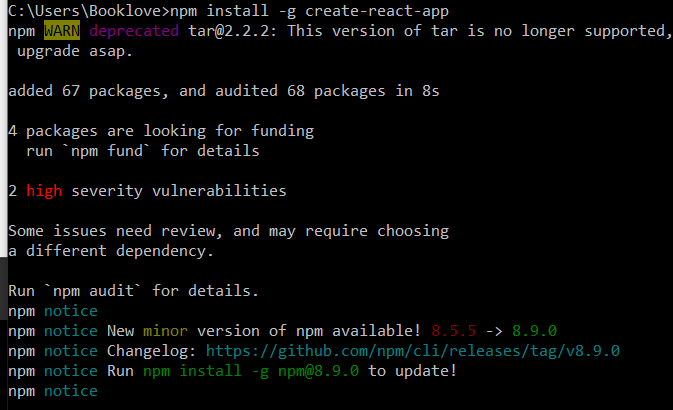 C:\Users\Booklove>npm install -g create-react-app
npm WARN deprecated tar@2.2.2: This version of tar is no longer supported,
 upgrade asap.
added 67 packages, and audited 68 packages in 8s
4 packages are looking for funding
  run `npm fund` for details
2 high severity vulnerabilities
Some issues need review, and may require choosing
a different dependency.
Run `npm audit` for details.
npm notice
npm notice New minor version of npm available! 8.5.5 -> 8.9.0
npm notice Changelog: https://github.com/npm/cli/releases/tag/v8.9.0
npm notice Run npm install -g npm@8.9.0 to update!
npm notice